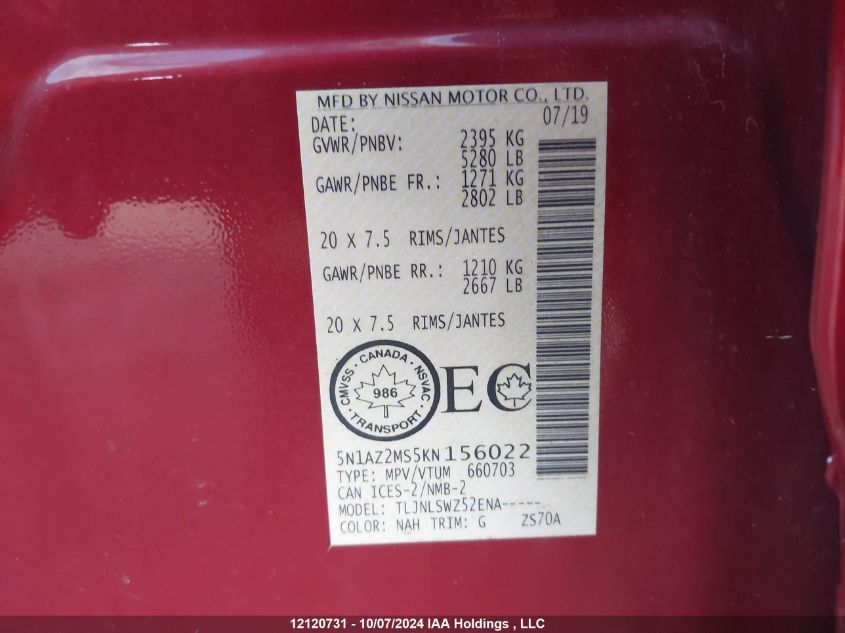 MFD BY NISSAN MOTOR CO., LTD.
DATE: 07/19
GVWR/PNBV: 2395 KG
5280 LB
GAWR/PNBE FR.: 1271 KG
2802 LB
20 X 7.5 RIMS/JANTES
GAWR/PNBE RR.: 1210 KG
2667 LB
20 X 7.5 RIMS/JANTES
CMVSS · CANADA · NSVAC · TRANSPORT ·
986
EC
5N1AZ2MS5KN156022
TYPE: MPV/VTUM 660703
CAN ICES-2/NMB-2
MODEL: TLJNLSWZ52ENA-----
COLOR: NAH TRIM: G ZS70A
12120731 - 10/07/2024 IAA Holdings , LLC